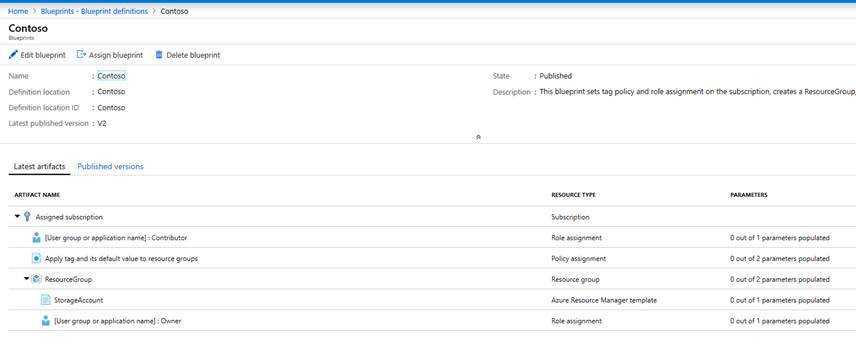 Home > Blueprints - Blueprint definitions > Contoso
Contoso
Blueprints
Edit blueprint Assign blueprint Delete blueprint
Name : Contoso State : Published
Definition location : Contoso Description : This blueprint sets tag policy and role assignment on the subscription, creates a ResourceGroup,
Definition location ID : Contoso
Latest published version : V2
Latest artifacts Published versions
ARTIFACT NAME RESOURCE TYPE PARAMETERS
Assigned subscription Subscription
[User group or application name] : Contributor Role assignment 0 out of 1 parameters populated
Apply tag and its default value to resource groups Policy assignment 0 out of 2 parameters populated
ResourceGroup Resource group 0 out of 2 parameters populated
StorageAccount Azure Resource Manager template 0 out of 1 parameters populated
[User group or application name] : Owner Role assignment 0 out of 1 parameters populated